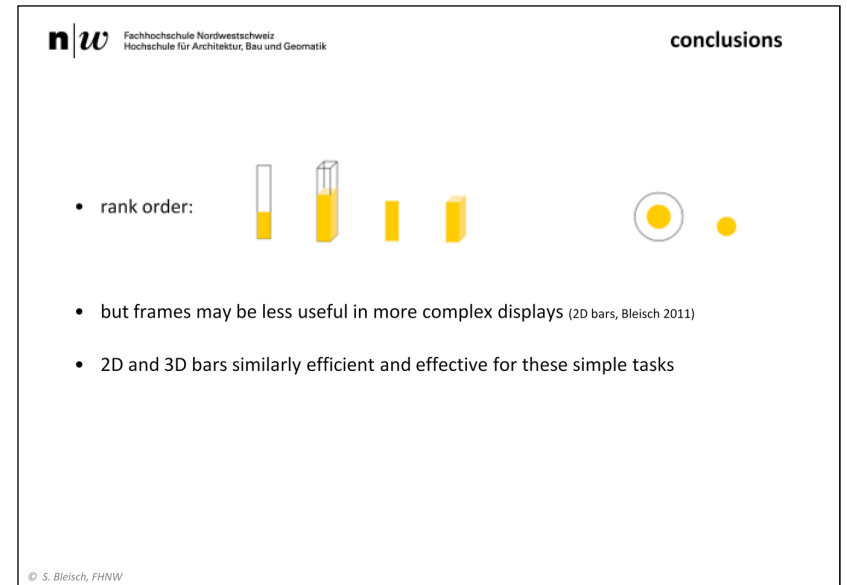 n w Fachhochschule Nordwestschweiz
Hochschule für Architektur, Bau und Geomatik
conclusions
• rank order:
• but frames may be less useful in more complex displays (2D bars, Bleisch 2011)
• 2D and 3D bars similarly efficient and effective for these simple tasks
© S. Bleisch, FHNW